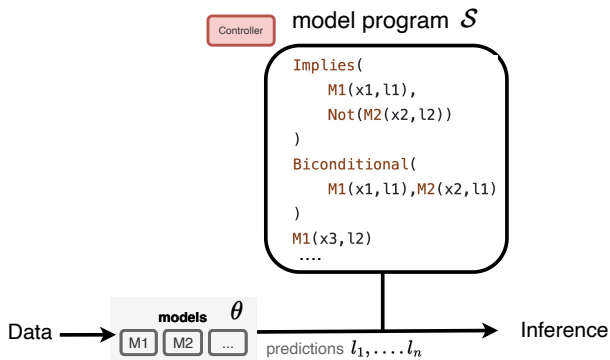 model program 𝒮
Controller
Implies(
M1(x1,l1),
Not(M2(x2,l2))
)
Biconditional(
M1(x1,l1),M2(x2,l1)
)
M1(x3,l2)
....
models θ
Data
M1 M2 ...
predictions l₁,....lₙ
Inference